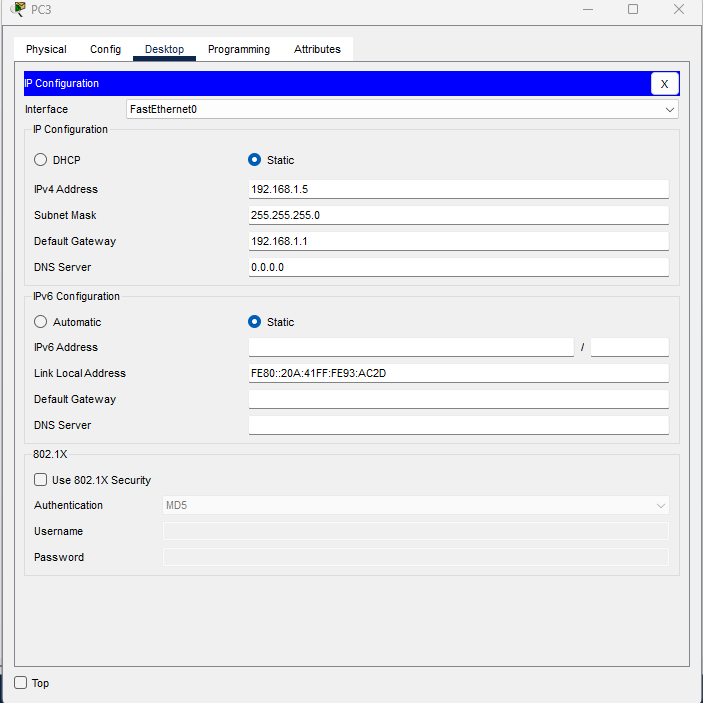 PC3
Physical Config Desktop Programming Attributes
IP Configuration X
Interface FastEthernet0
IP Configuration
DHCP Static
IPv4 Address 192.168.1.5
Subnet Mask 255.255.255.0
Default Gateway 192.168.1.1
DNS Server 0.0.0.0
IPv6 Configuration
Automatic Static
IPv6 Address /
Link Local Address FE80::20A:41FF:FE93:AC2D
Default Gateway
DNS Server
802.1X
Use 802.1X Security
Authentication MD5
Username
Password
Top